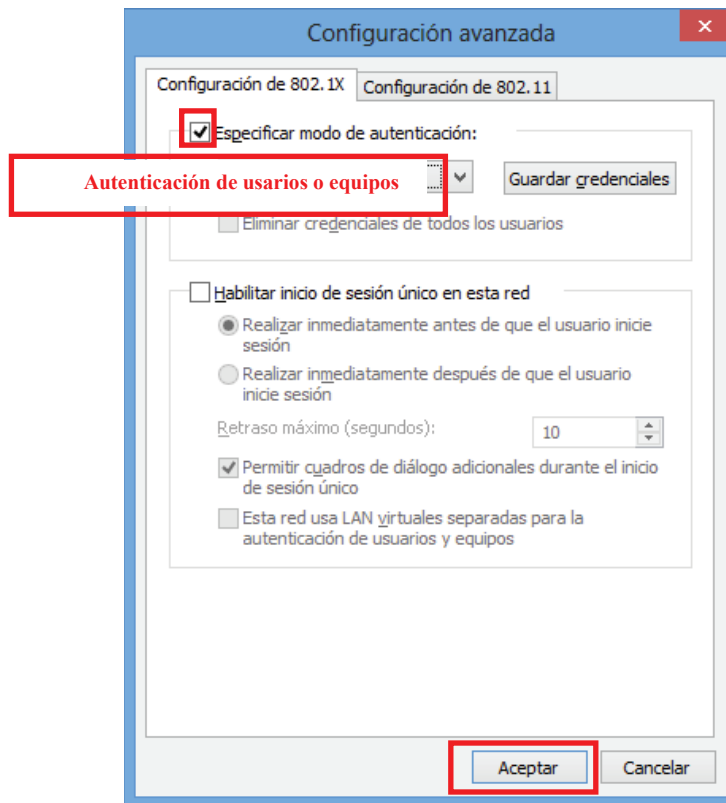 Configuración avanzada
Configuración de 802.1X
Configuración de 802.11
Especificar modo de autenticación:
Autenticación de usarios o equipos
Guardar credenciales
Eliminar credenciales de todos los usuarios
Habilitar inicio de sesión único en esta red
Realizar inmediatamente antes de que el usuario inicie
sesión
Realizar inmediatamente después de que el usuario
inicie sesión
Retraso máximo (segundos):
10
Permitir cuadros de diálogo adicionales durante el inicio
de sesión único
Esta red usa LAN virtuales separadas para la
autenticación de usuarios y equipos
Aceptar
Cancelar